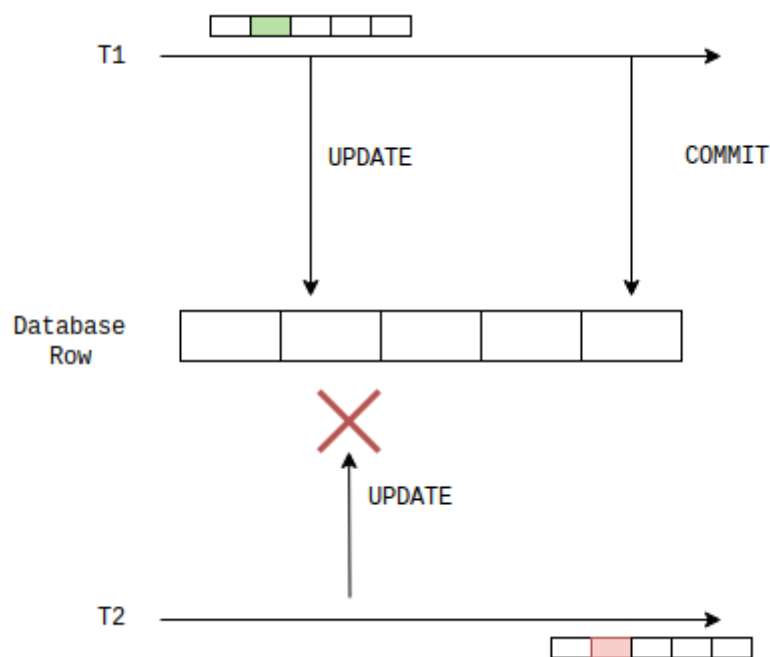 T1
UPDATE
COMMIT
Database
Row
UPDATE
T2